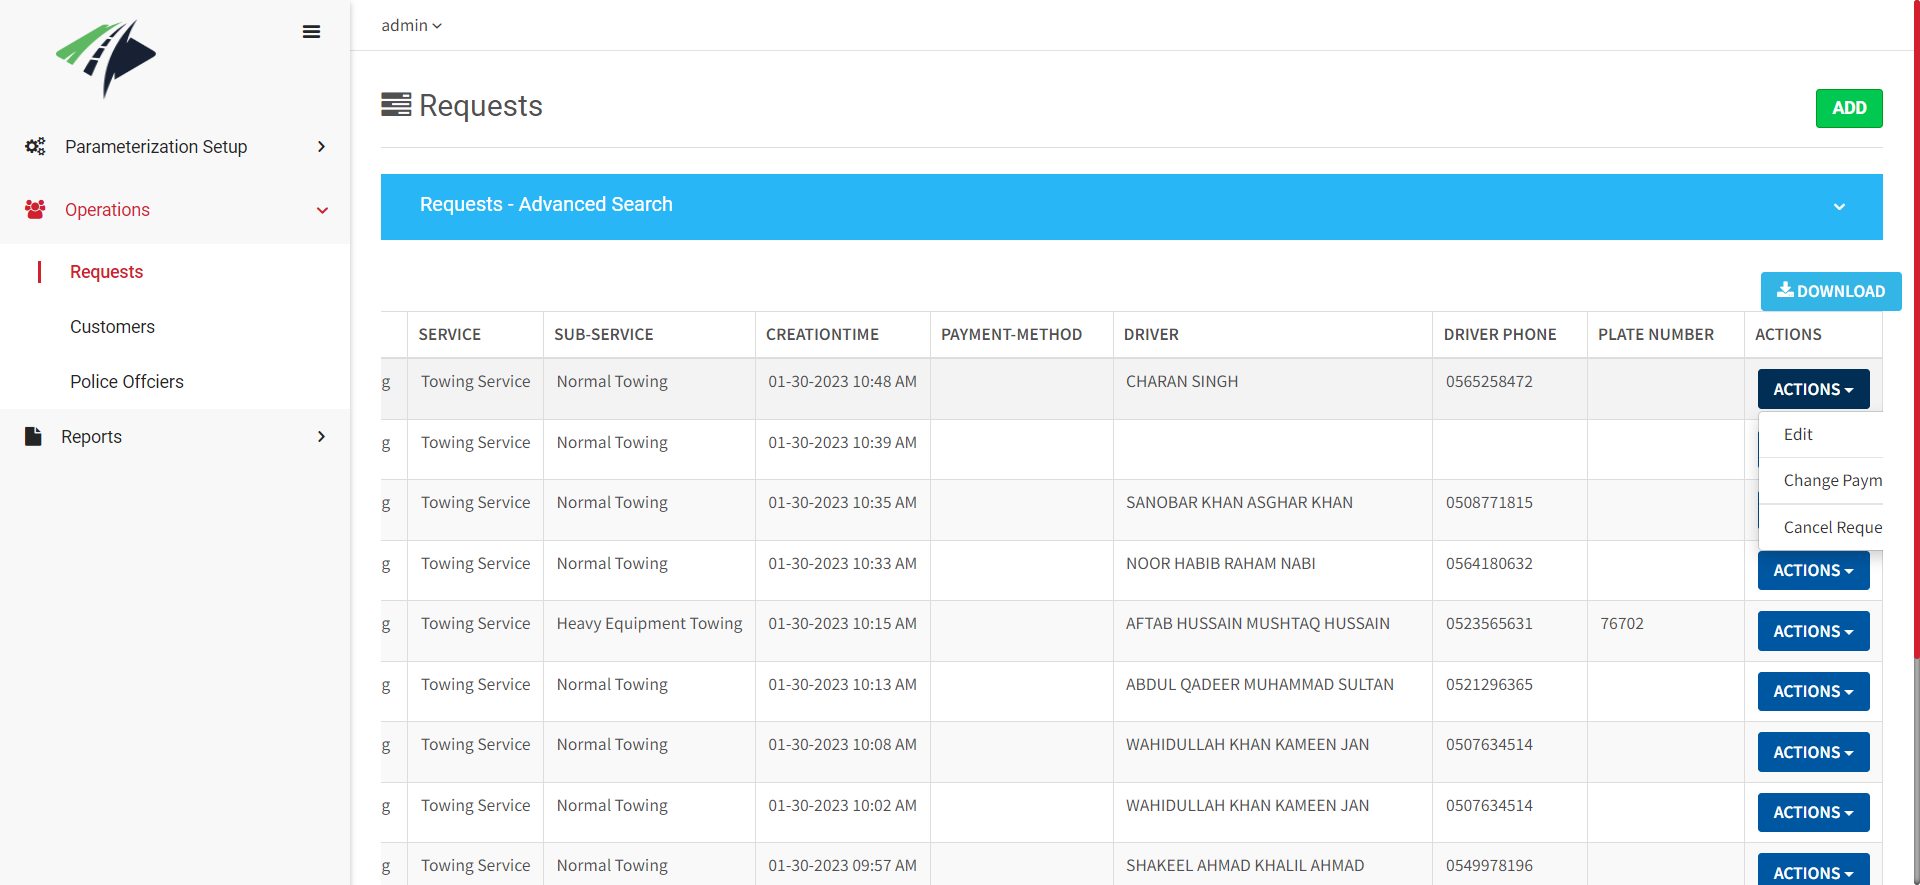 admin
Requests
ADD
Parameterization Setup
Operations
Requests
Customers
Police Offciers
Reports
Requests - Advanced Search
DOWNLOAD
SERVICE SUB-SERVICE CREATIONTIME PAYMENT-METHOD DRIVER DRIVER PHONE PLATE NUMBER ACTIONS
g Towing Service Normal Towing 01-30-2023 10:48 AM CHARAN SINGH 0565258472 ACTIONS
Edit
g Towing Service Normal Towing 01-30-2023 10:39 AM
Change Paym
g Towing Service Normal Towing 01-30-2023 10:35 AM SANOBAR KHAN ASGHAR KHAN 0508771815
Cancel Reque
g Towing Service Normal Towing 01-30-2023 10:33 AM NOOR HABIB RAHAM NABI 0564180632 ACTIONS
g Towing Service Heavy Equipment Towing 01-30-2023 10:15 AM AFTAB HUSSAIN MUSHTAQ HUSSAIN 0523565631 76702 ACTIONS
g Towing Service Normal Towing 01-30-2023 10:13 AM ABDUL QADEER MUHAMMAD SULTAN 0521296365 ACTIONS
g Towing Service Normal Towing 01-30-2023 10:08 AM WAHIDULLAH KHAN KAMEEN JAN 0507634514 ACTIONS
g Towing Service Normal Towing 01-30-2023 10:02 AM WAHIDULLAH KHAN KAMEEN JAN 0507634514 ACTIONS
g Towing Service Normal Towing 01-30-2023 09:57 AM SHAKEEL AHMAD KHALIL AHMAD 0549978196 ACTIONS